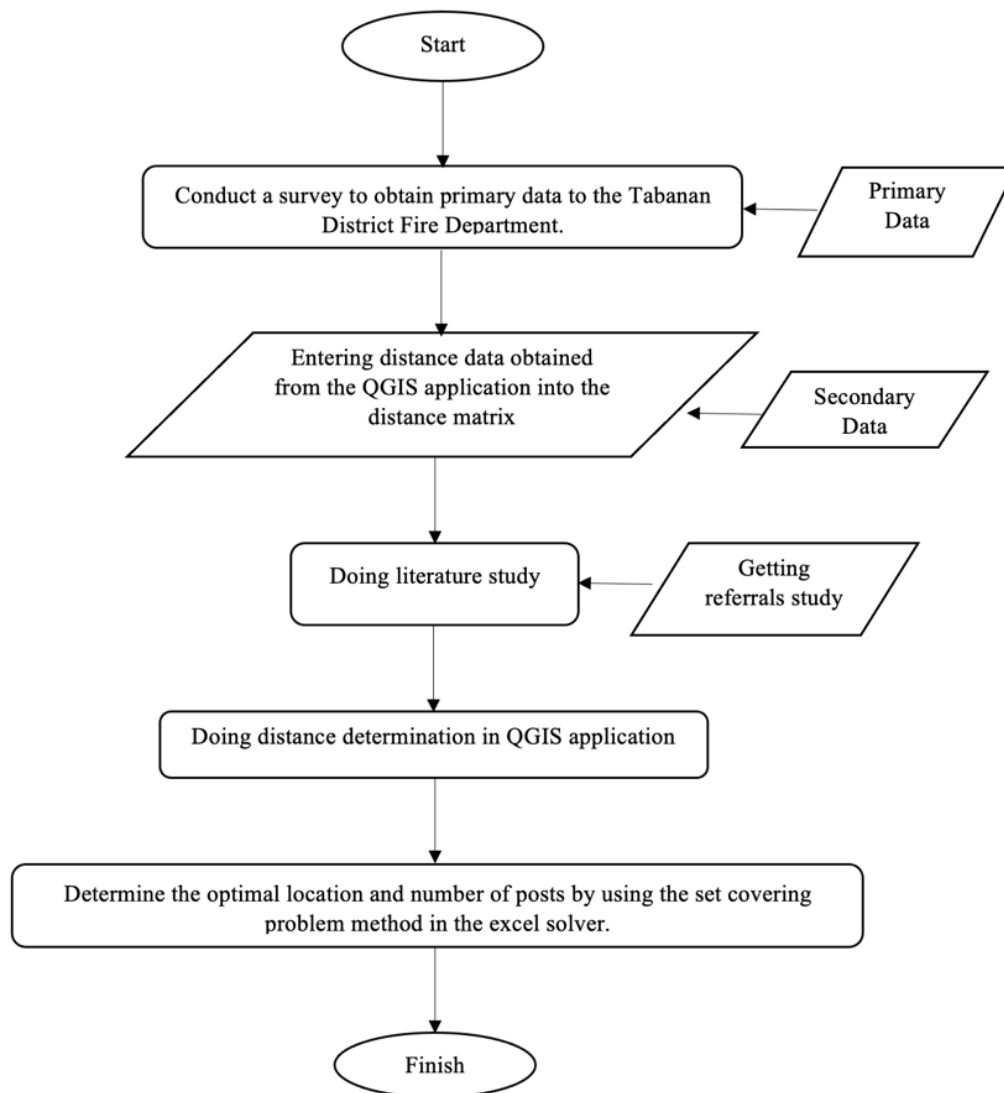 Start
Conduct a survey to obtain primary data to the Tabanan
District Fire Department.
Primary
Data
Entering distance data obtained
from the QGIS application into the
distance matrix
Secondary
Data
Doing literature study
Getting
referrals study
Doing distance determination in QGIS application
Determine the optimal location and number of posts by using the set covering
problem method in the excel solver.
Finish